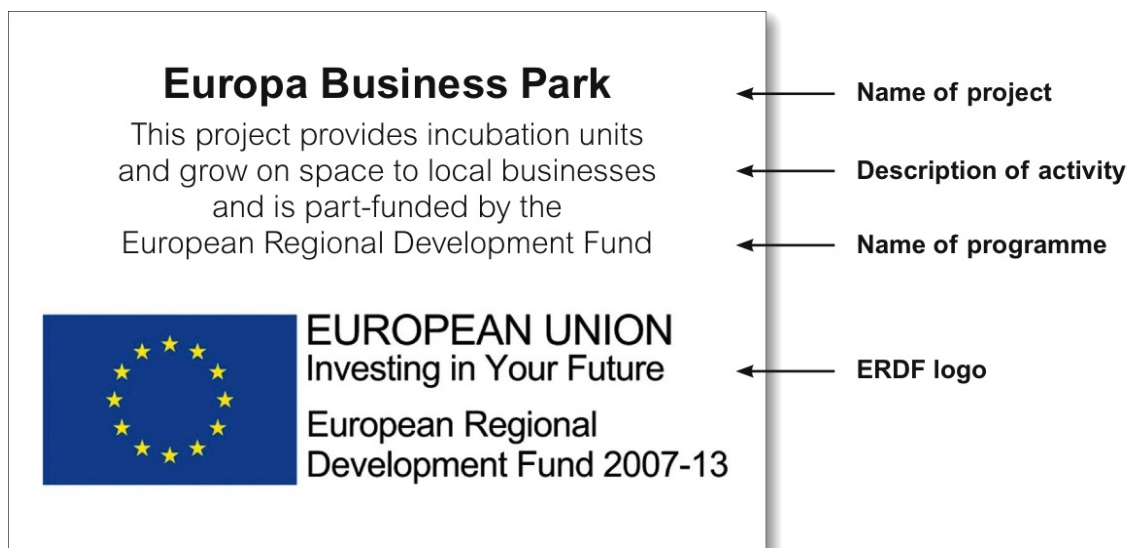 Europa Business Park
This project provides incubation units
and grow on space to local businesses
and is part-funded by the
European Regional Development Fund
EUROPEAN UNION
Investing in Your Future
European Regional
Development Fund 2007-13
Name of project
Description of activity
Name of programme
ERDF logo